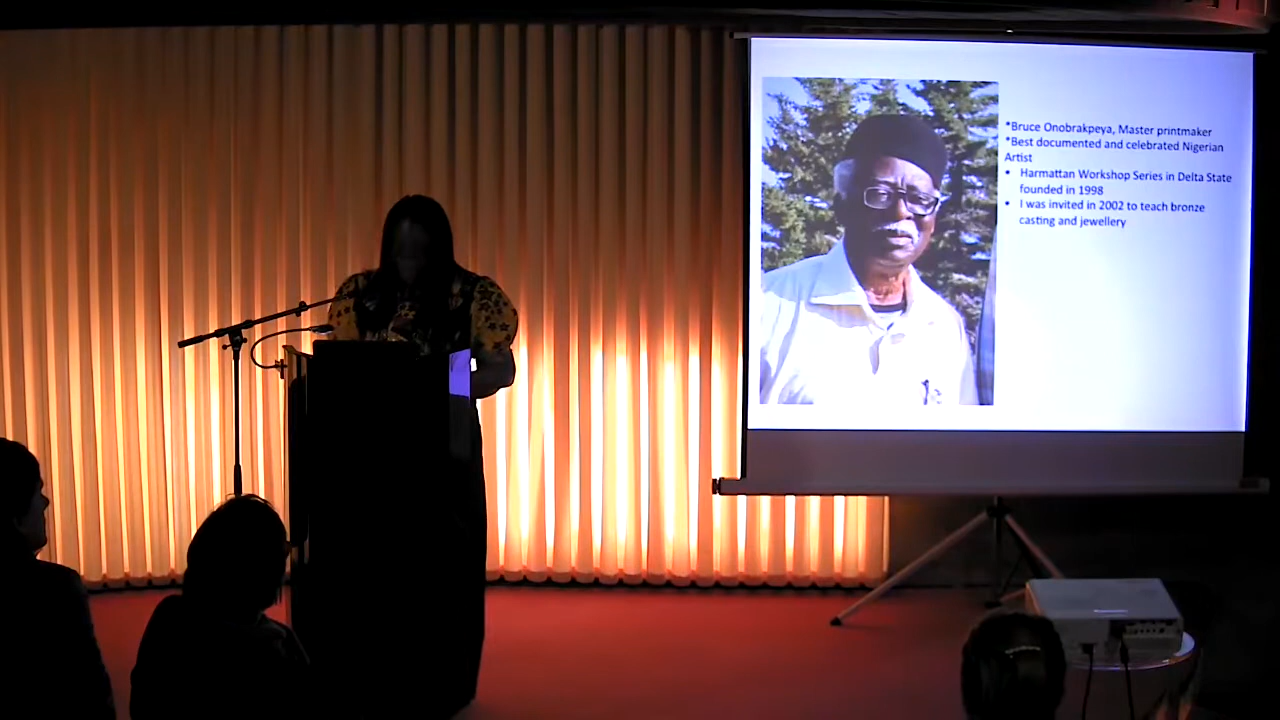 *Bruce Onobrakpeya, Master printmaker
*Best documented and celebrated Nigerian
Artist
• Harmattan Workshop Series in Delta State
founded in 1998
• I was invited in 2002 to teach bronze
casting and jewellery